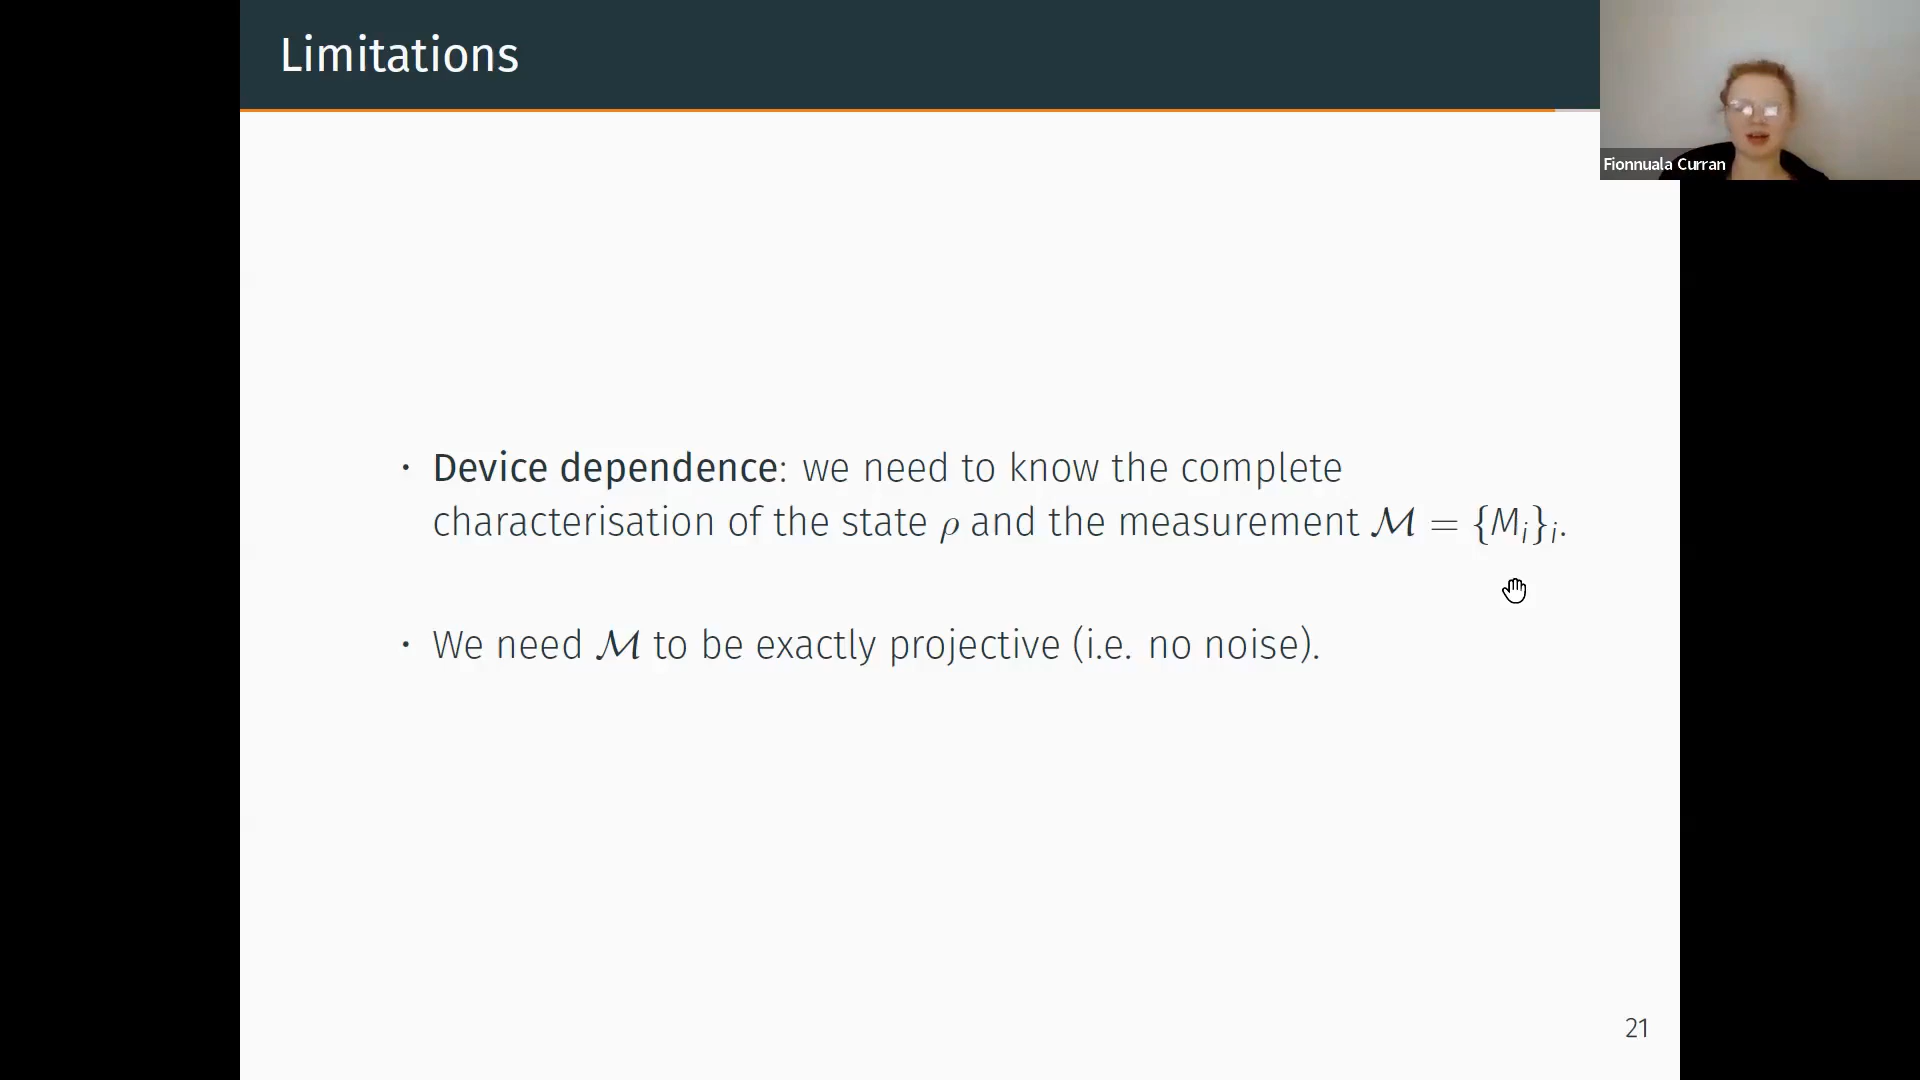 Limitations
Fionnuala Curran
• Device dependence: we need to know the complete
characterisation of the state ρ and the measurement ℳ = {Mᵢ}ᵢ.
• We need ℳ to be exactly projective (i.e. no noise).
21